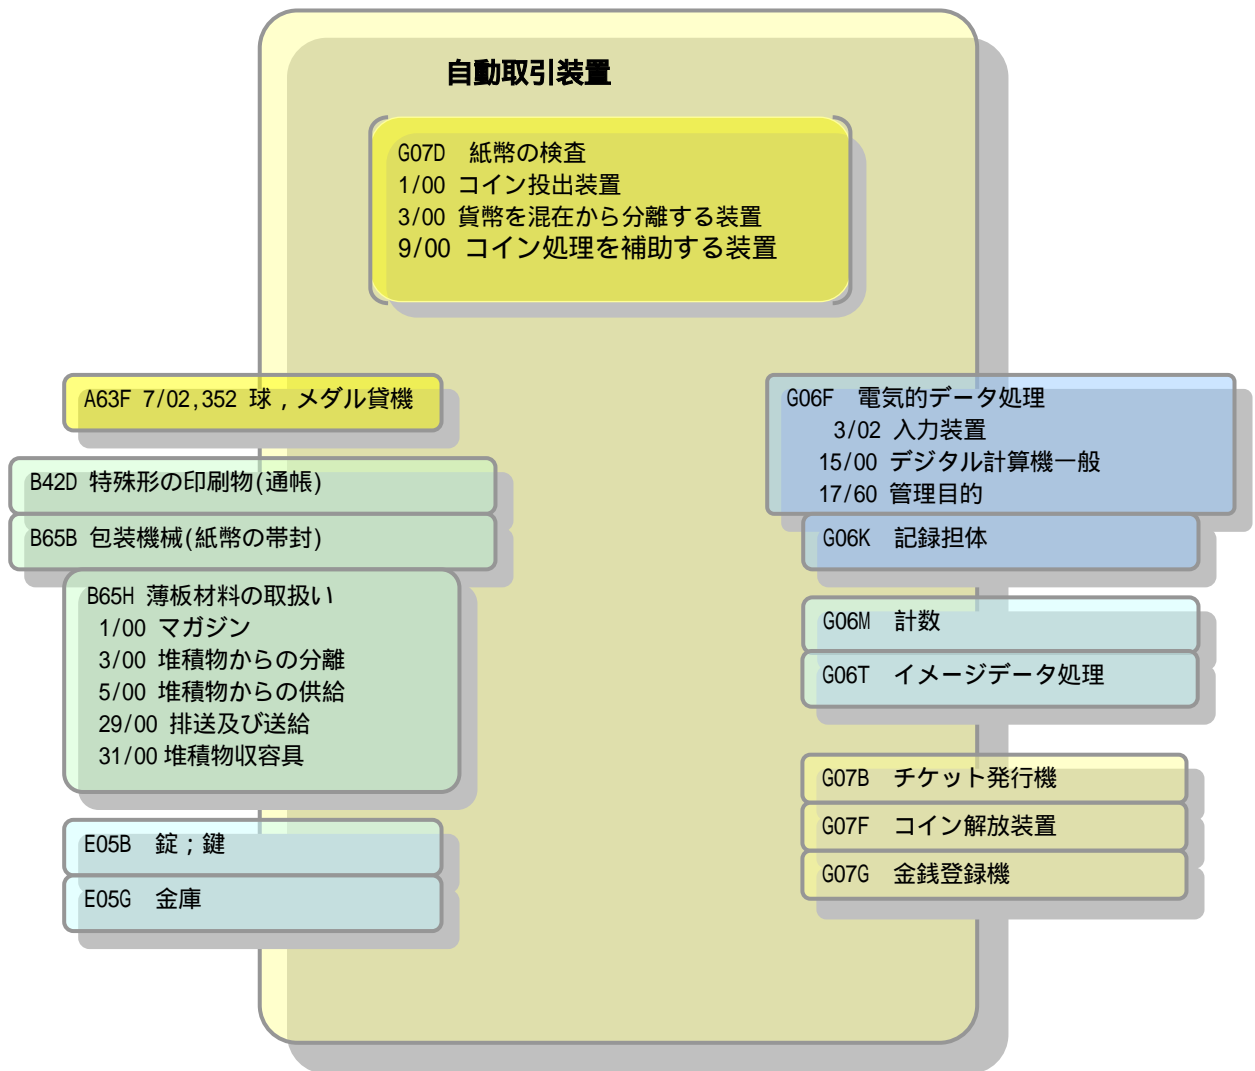 自動取引装置
G07D　紙幣の検査
1/00 コイン投出装置
3/00 貨幣を混在から分離する装置
9/00 コイン処理を補助する装置
A63F 7/02,352 球，メダル貸機
B42D 特殊形の印刷物(通帳)
B65B 包装機械(紙幣の帯封)
B65H 薄板材料の取扱い
1/00 マガジン
3/00 堆積物からの分離
5/00 堆積物からの供給
29/00 排送及び送給
31/00 堆積物収容具
E05B　錠；鍵
E05G　金庫
G06F　電気的データ処理
3/02 入力装置
15/00 デジタル計算機一般
17/60 管理目的
G06K　記録担体
G06M　計数
G06T　イメージデータ処理
G07B　チケット発行機
G07F　コイン解放装置
G07G　金銭登録機